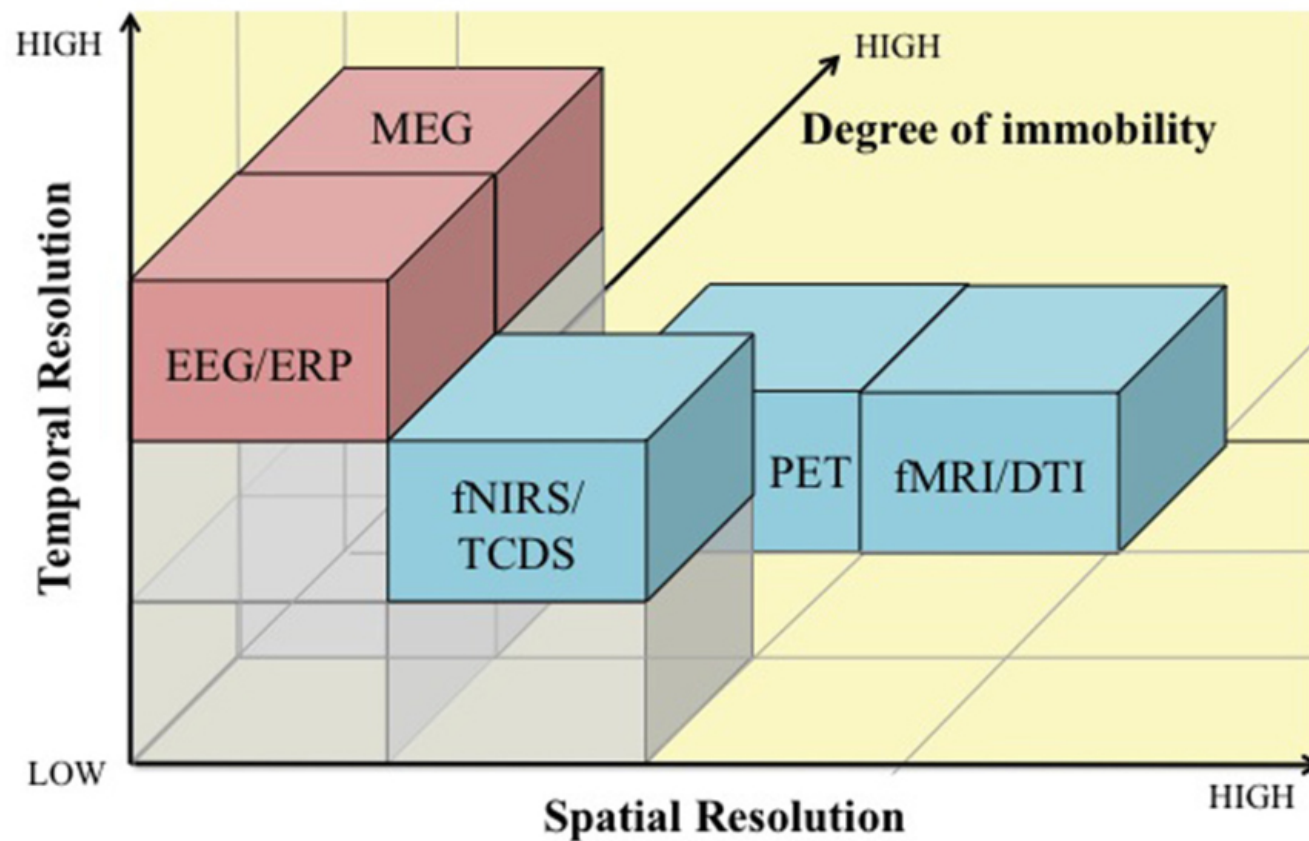 HIGH
HIGH
MEG
Degree of immobility
Temporal Resolution
EEG/ERP
PET
fMRI/DTI
fNIRS/
TCDS
LOW
HIGH
Spatial Resolution